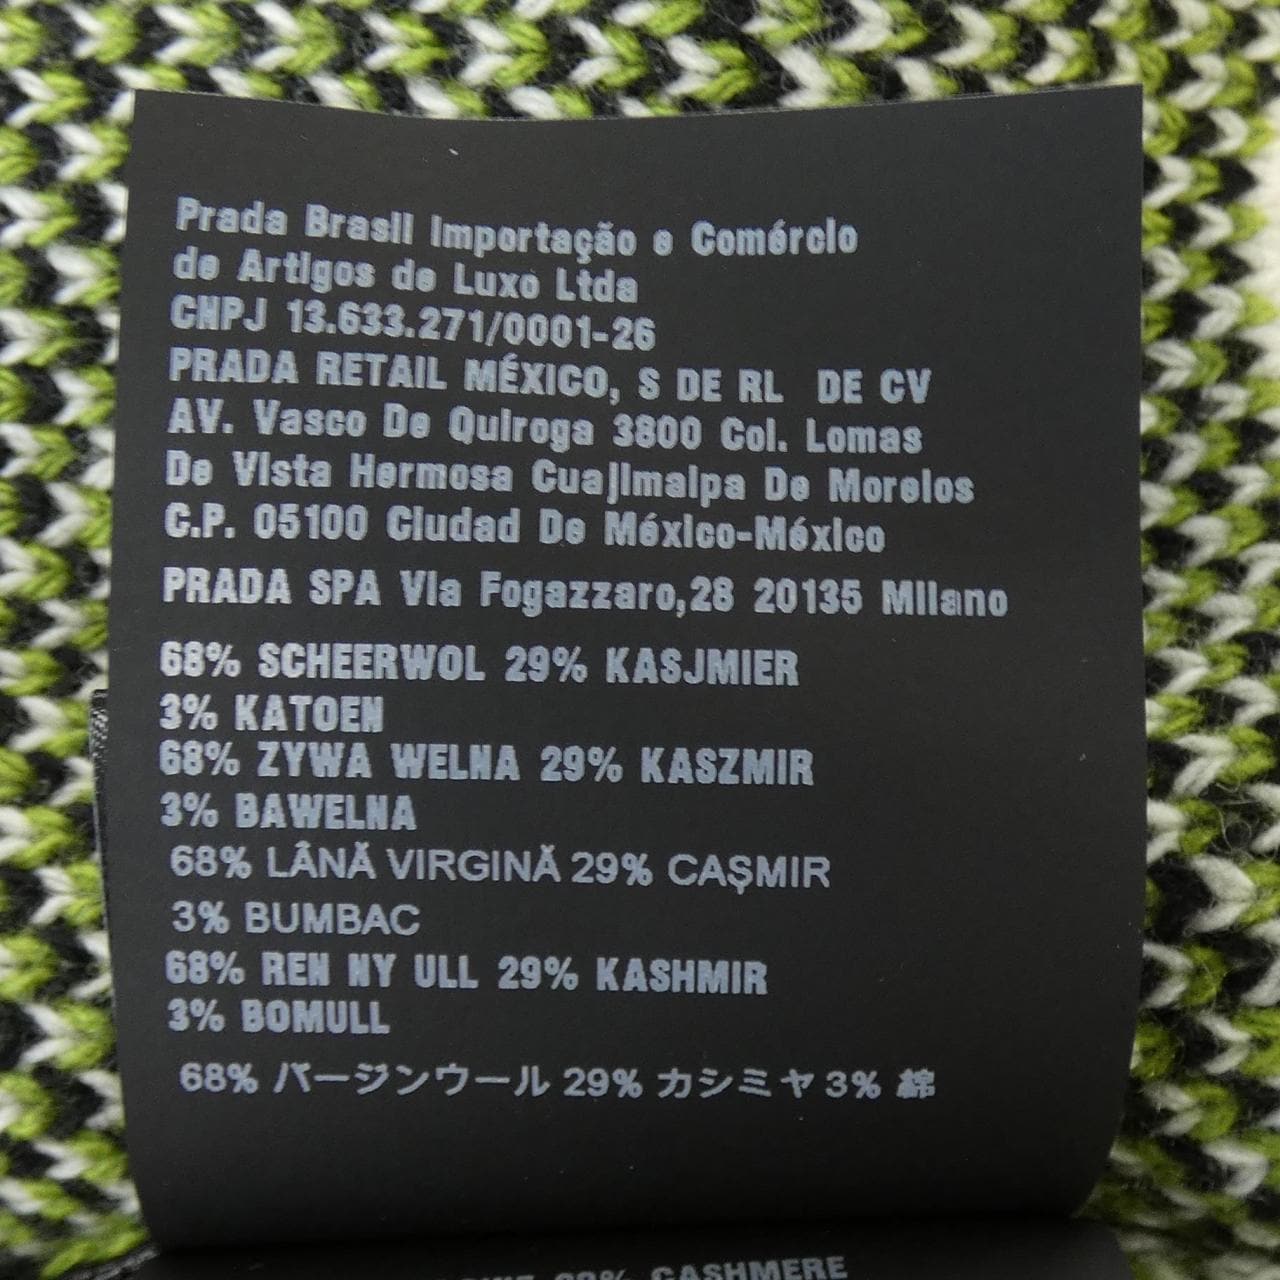 Prada Brasil Importação e Comércio
de Artigos de Luxo Ltda
CNPJ 13.633.271/0001-26
PRADA RETAIL MÉXICO, S DE RL DE CV
AV. Vasco De Quiroga 3800 Col. Lomas
De Vista Hermosa Cuajimalpa De Morelos
C.P. 05100 Ciudad De México-México
PRADA SPA Via Fogazzaro,28 20135 Milano
68% SCHEERWOL 29% KASJMIER
3% KATOEN
68% ZYWA WELNA 29% KASZMIR
3% BAWELNA
68% LÂNĂ VIRGINĂ 29% CAȘMIR
3% BUMBAC
68% REN NY ULL 29% KASHMIR
3% BOMULL
68% バージンウール 29% カシミヤ 3% 綿
CASHMERE